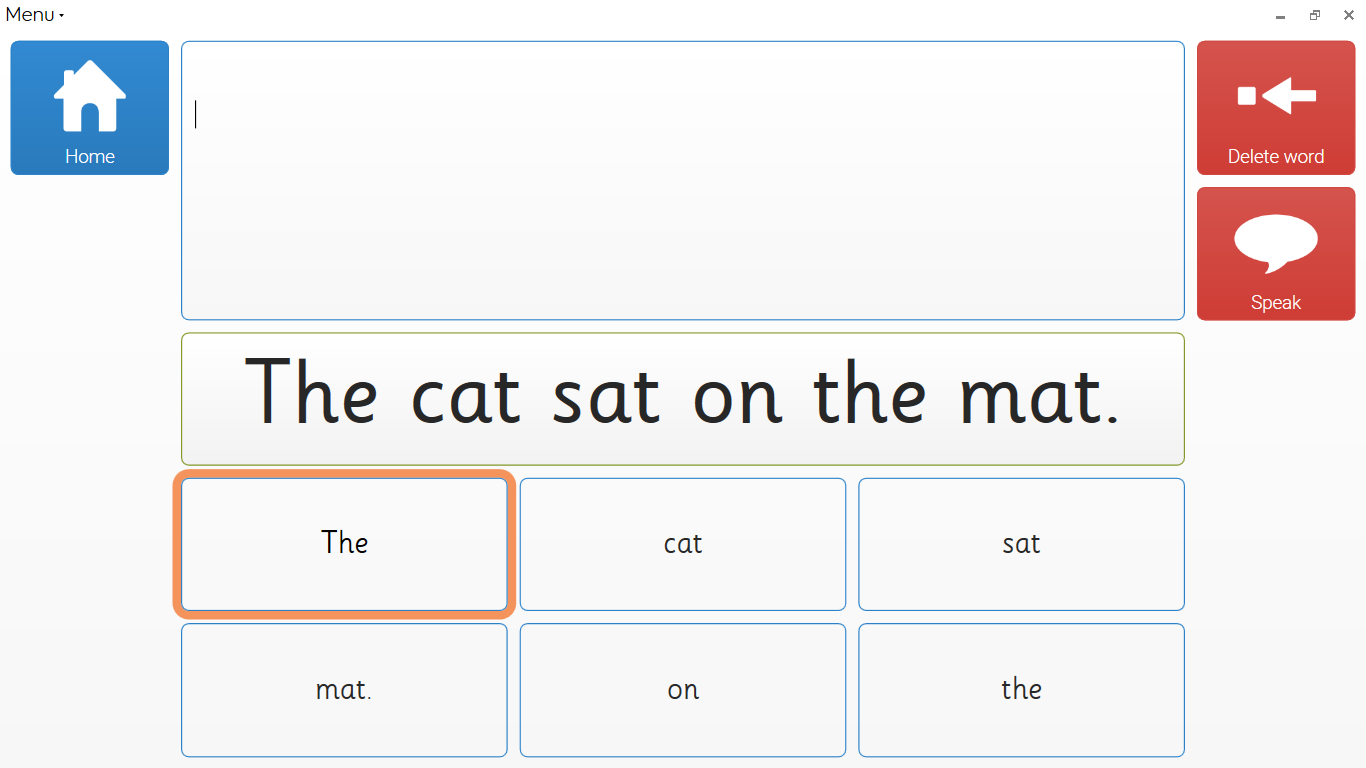 Menu
Home
Delete word
Speak
The cat sat on the mat.
The
cat
sat
mat.
on
the